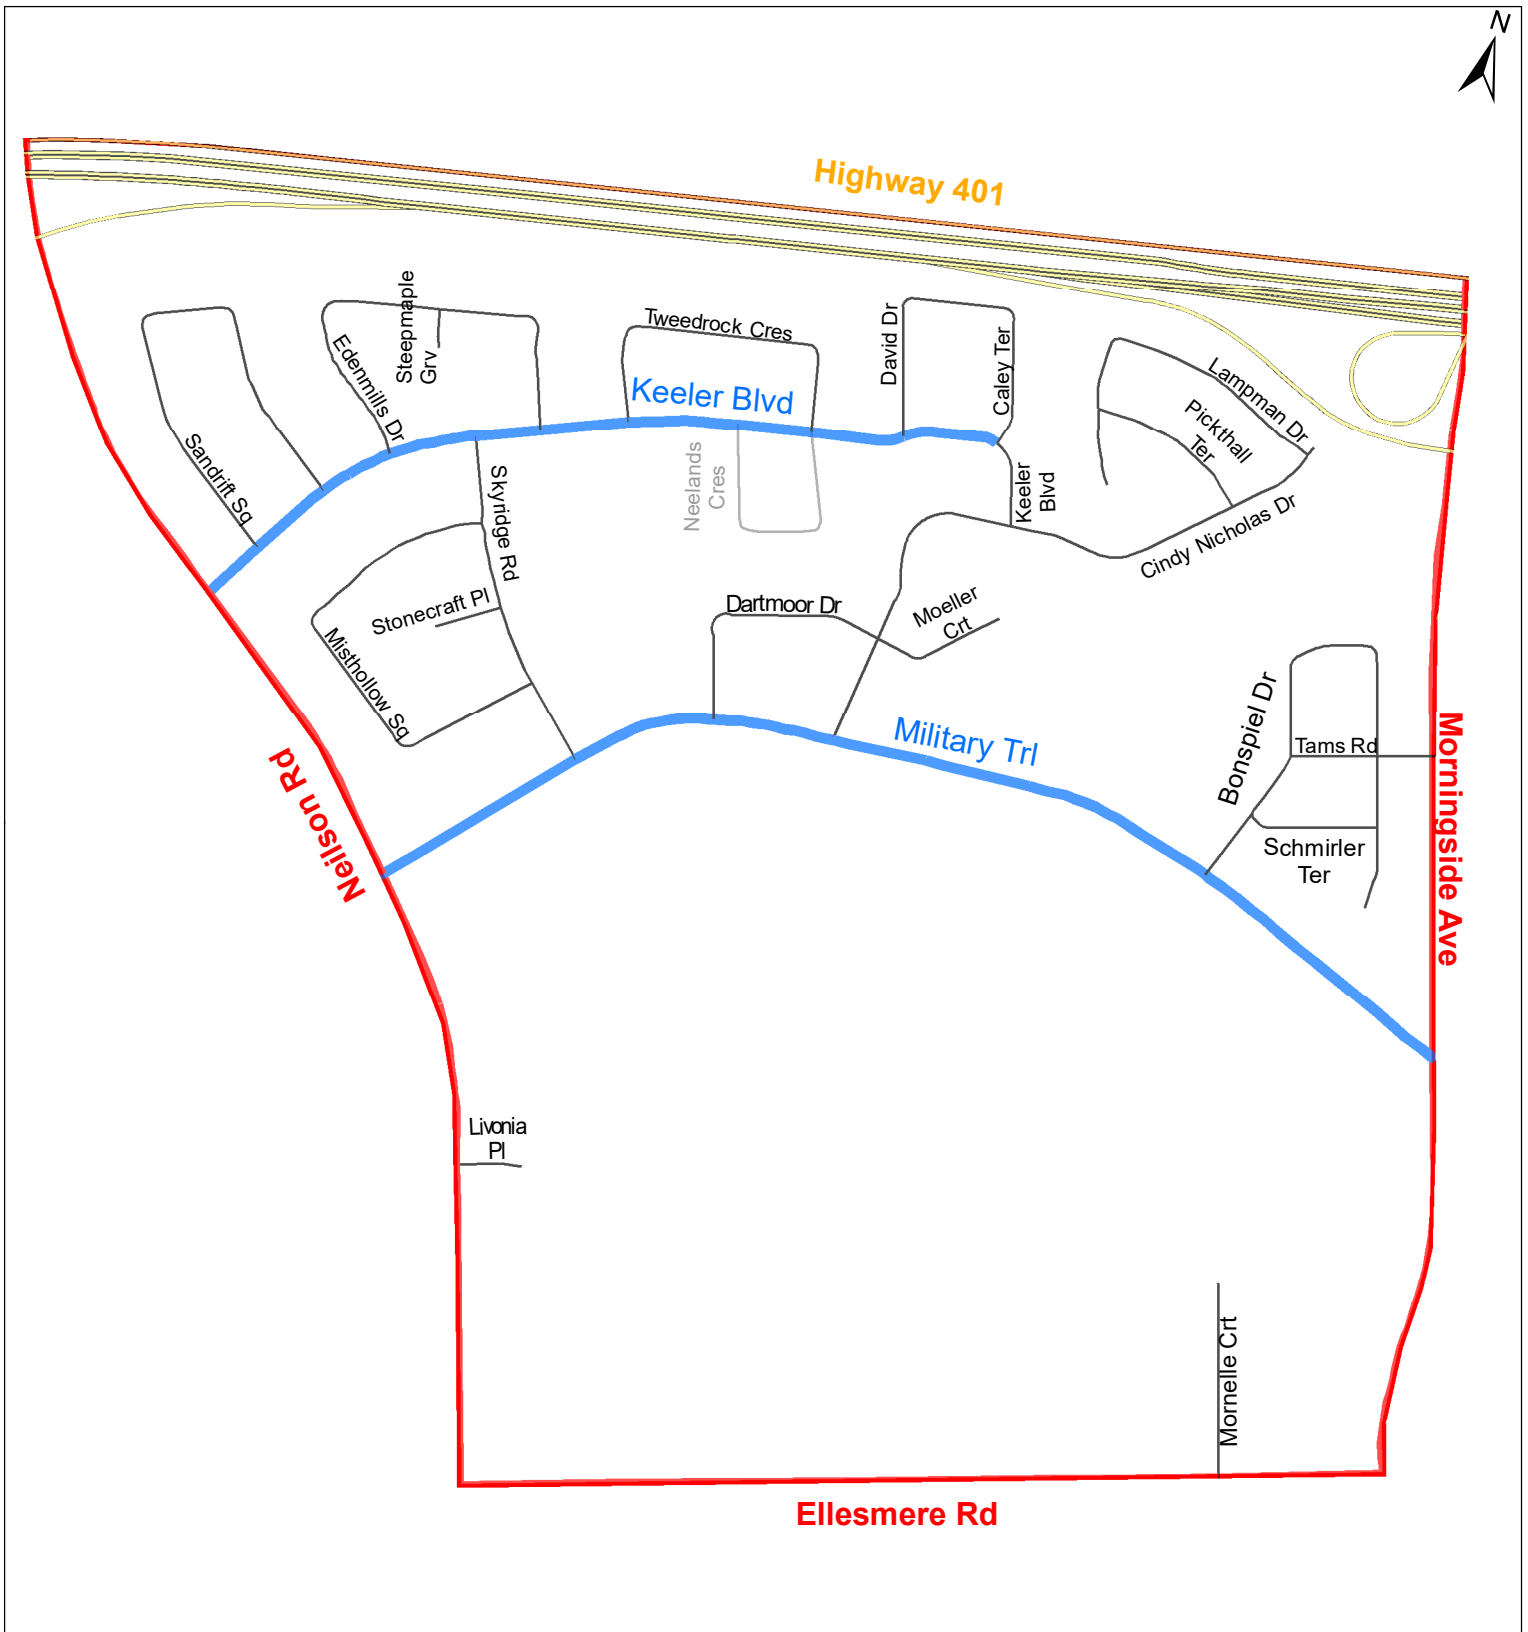 N
Highway 401
Steepmaple
Grv
Edenmills Dr
Tweedrock Cres
David Dr
Caley Ter
Lampman Dr
Pickthall
Ter
Keeler Blvd
Sandrift Sq
Skyridge Rd
Neelands
Cres
Keeler
Blvd
Cindy Nicholas Dr
Stonecraft Pl
Dartmoor Dr
Moeller
Crt
Misthollow Sq
Military Trl
Bonspiel Dr
Tams Rd
Neilson Rd
Morningside Ave
Schmirler
Ter
Livonia
Pl
Mornelle Crt
Ellesmere Rd